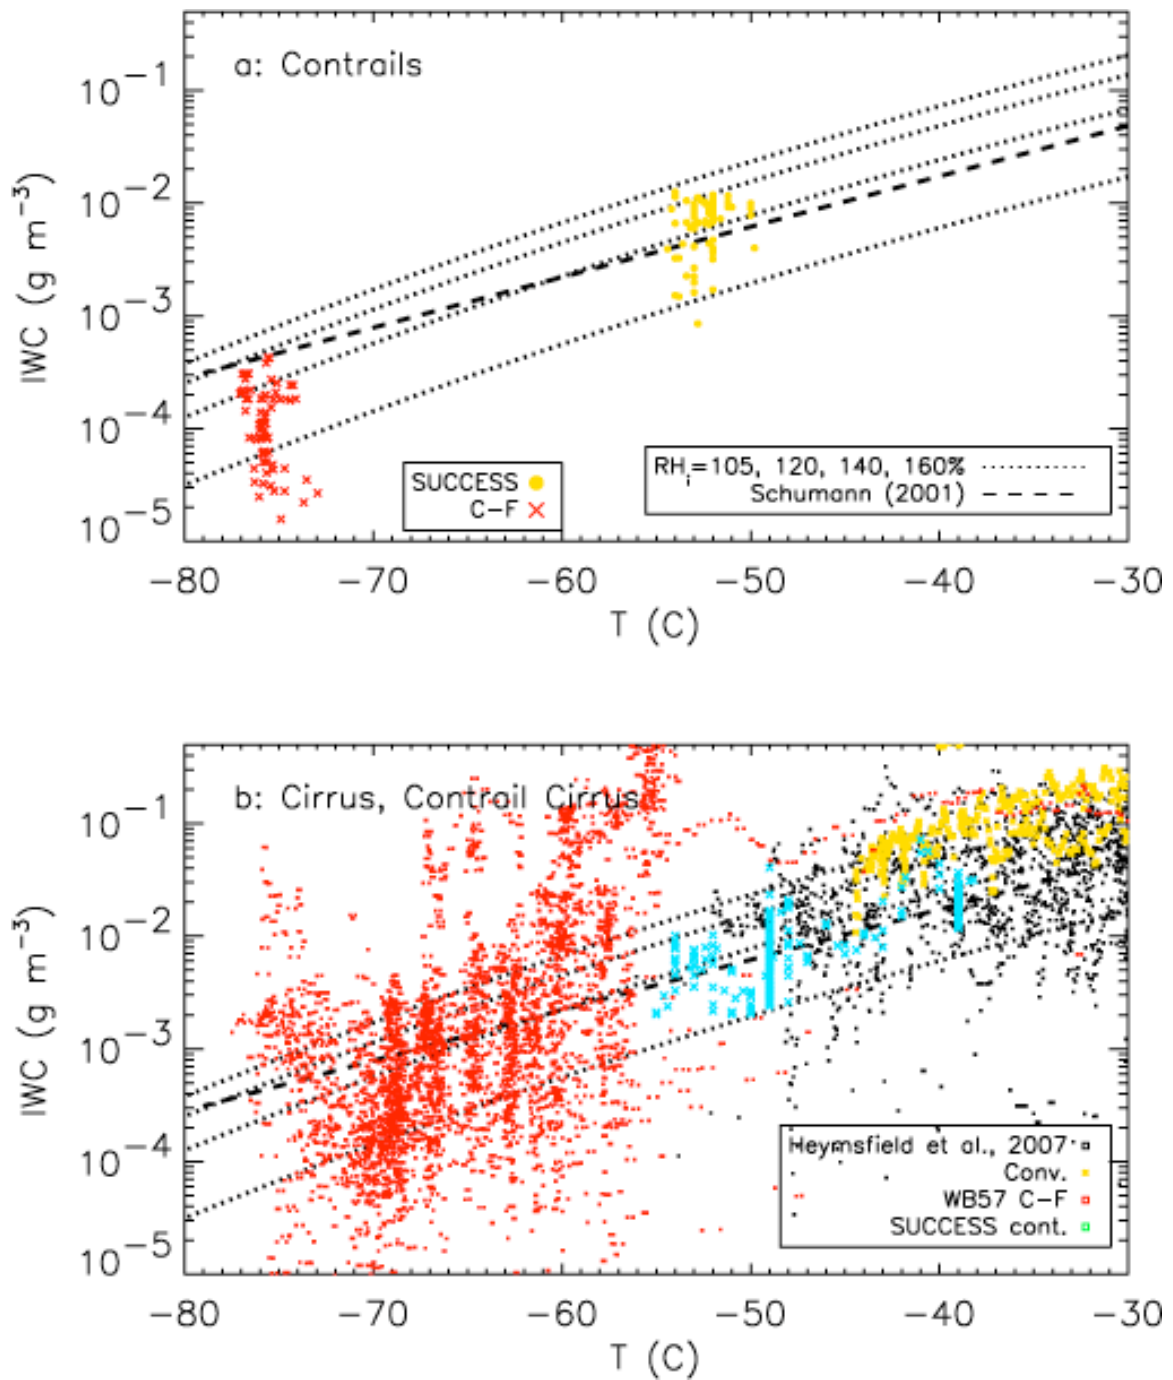 a: Contrails
10−1
10−2
10−3
10−4
10−5
IWC (g m−3)
SUCCESS
C−F
RHi=105, 120, 140, 160%
Schumann (2001)
−80 −70 −60 −50 −40 −30
T (C)
b: Cirrus, Contrail Cirrus
10−1
10−2
10−3
10−4
10−5
IWC (g m−3)
Heymsfield et al., 2007
Conv.
WB57 C−F
SUCCESS cont.
−80 −70 −60 −50 −40 −30
T (C)